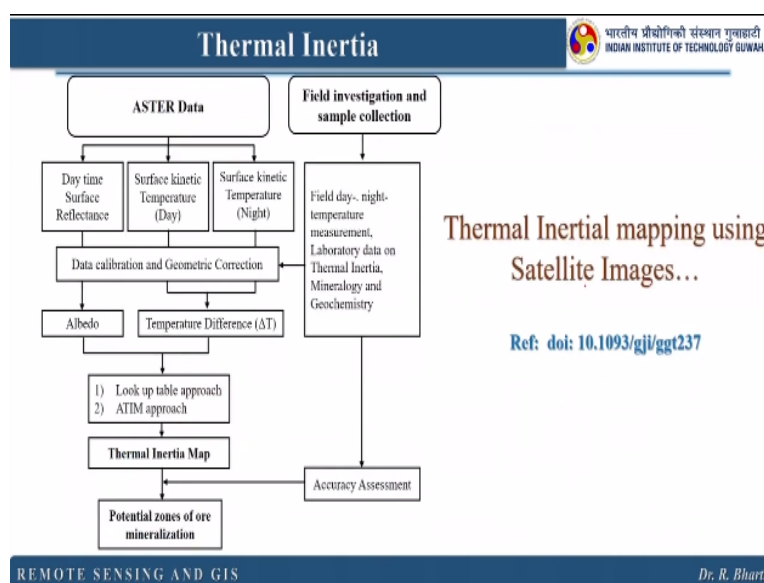 Thermal Inertia
भारतीय प्रौद्योगिकी संस्थान गुवाहाटी
INDIAN INSTITUTE OF TECHNOLOGY GUWAH
ASTER Data
Field investigation and
sample collection
Day time
Surface
Reflectance
Surface kinetic
Temperature
(Day)
Surface kinetic
Temperature
(Night)
Field day-. night-
temperature
measurement,
Laboratory data on
Thermal Inertia,
Mineralogy and
Geochemistry
Data calibration and Geometric Correction
Albedo
Temperature Difference (ΔT)
1) Look up table approach
2) ATIM approach
Thermal Inertia Map
Accuracy Assessment
Potential zones of ore
mineralization
Thermal Inertial mapping using
Satellite Images...
Ref: doi: 10.1093/gji/ggt237
REMOTE SENSING AND GIS
Dr. R. Bhart